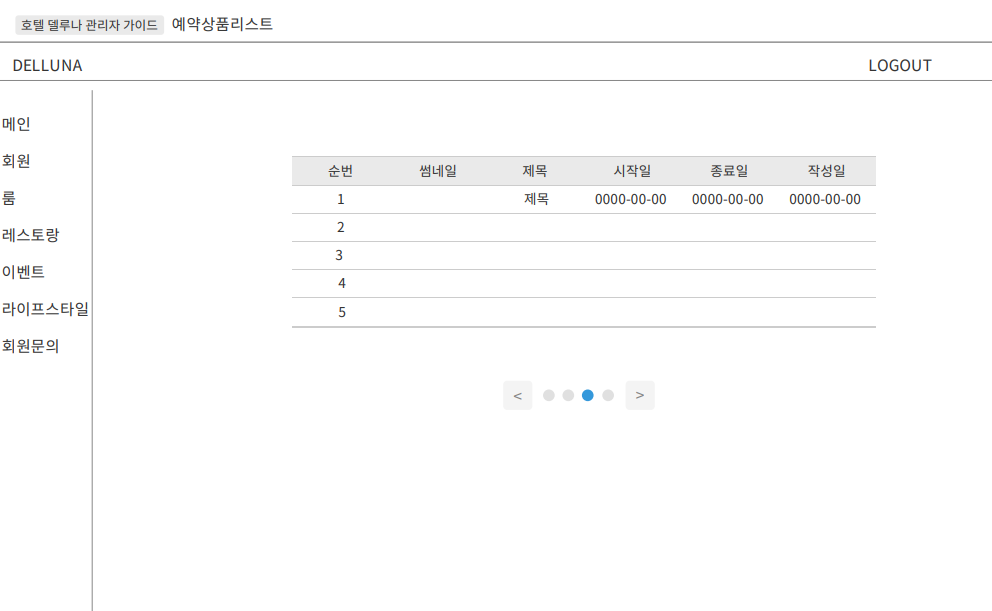 호텔 델루나 관리자 가이드 예약상품리스트
DELLUNA LOGOUT
메인
회원
룸
레스토랑
이벤트
라이프스타일
회원문의
순번 썸네일 제목 시작일 종료일 작성일
1 제목 0000-00-00 0000-00-00 0000-00-00
2
3
4
5
< >